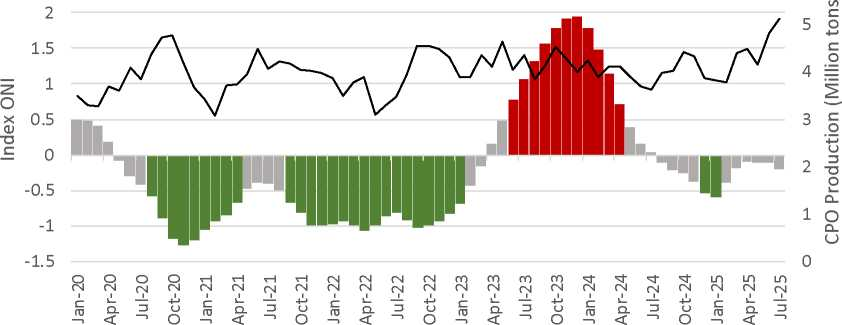 Index ONI
2
1.5
1
0.5
0
-0.5
-1
-1.5
5
4
3
2
1
0
CPO Production (Million tons
Jan-20
Apr-20
Jul-20
Oct-20
Jan-21
Apr-21
Jul-21
Oct-21
Jan-22
Apr-22
Jul-22
Oct-22
Jan-23
Apr-23
Jul-23
Oct-23
Jan-24
Apr-24
Jul-24
Oct-24
Jan-25
Apr-25
Jul-25